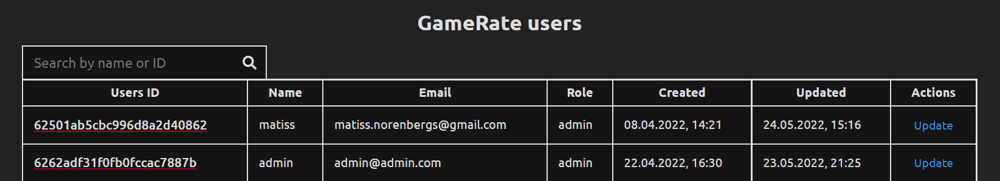 GameRate users
Search by name or ID
Users ID Name Email Role Created Updated Actions
62501ab5cbc996d8a2d40862 matiss matiss.norenbergs@gmail.com admin 08.04.2022, 14:21 24.05.2022, 15:16 Update
6262adf31f0fb0fccac7887b admin admin@admin.com admin 22.04.2022, 16:30 23.05.2022, 21:25 Update